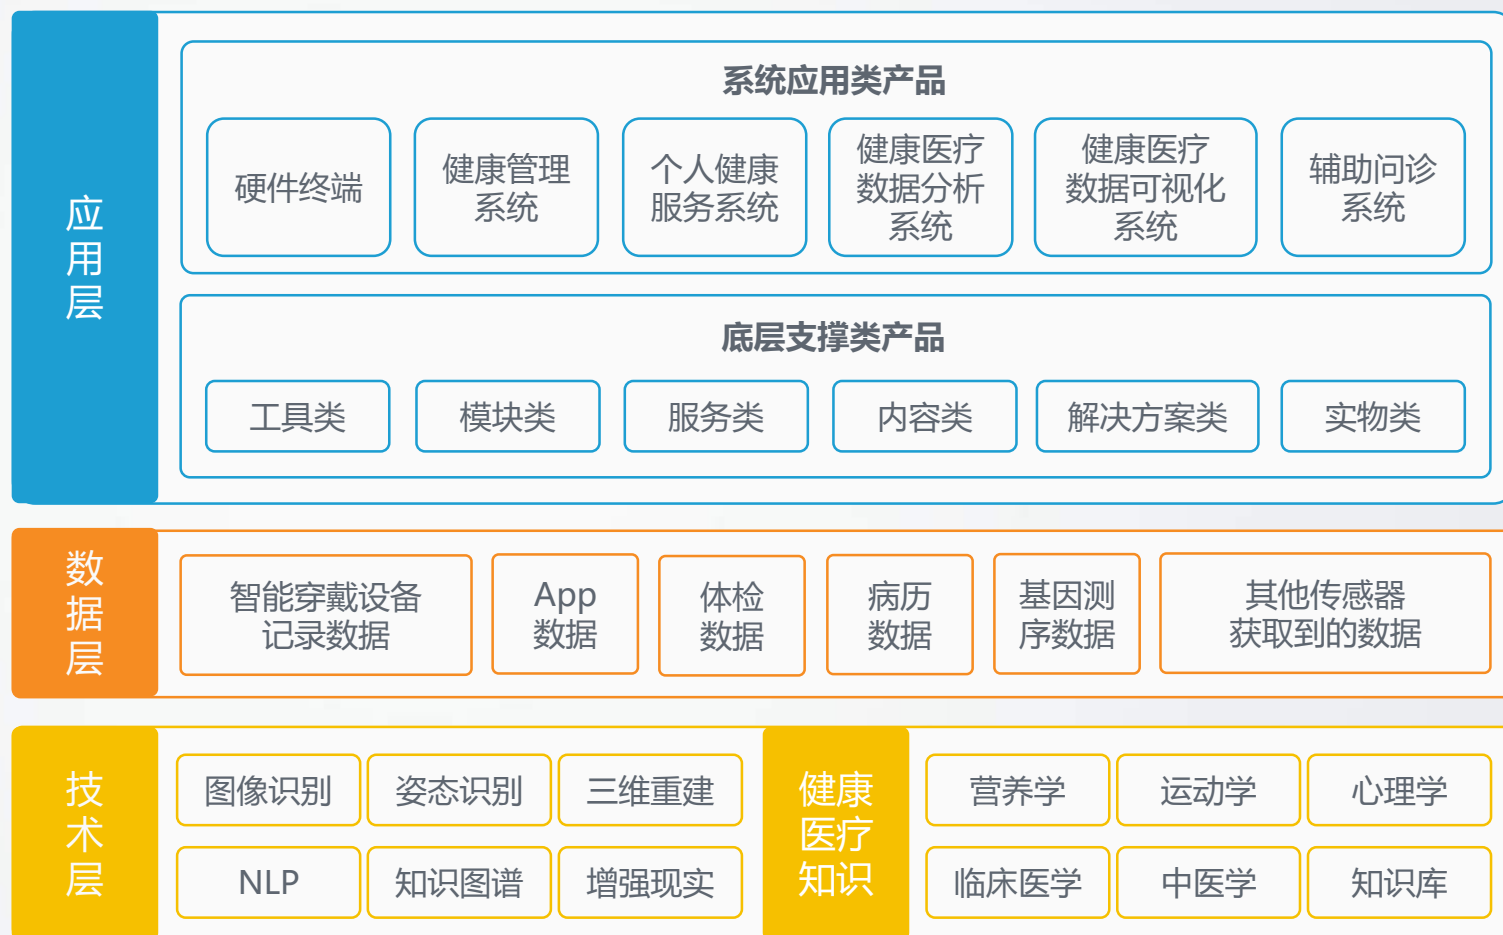 应
用
层
系统应用类产品
硬件终端
健康管理
系统
个人健康
服务系统
健康医疗
数据分析
系统
健康医疗
数据可视化
系统
辅助问诊
系统
底层支撑类产品
工具类
模块类
服务类
内容类
解决方案类
实物类
数
据
层
智能穿戴设备
记录数据
App
数据
体检
数据
病历
数据
基因测
序数据
其他传感器
获取到的数据
技
术
层
图像识别
姿态识别
三维重建
NLP
知识图谱
增强现实
健康
医疗
知识
营养学
运动学
心理学
临床医学
中医学
知识库